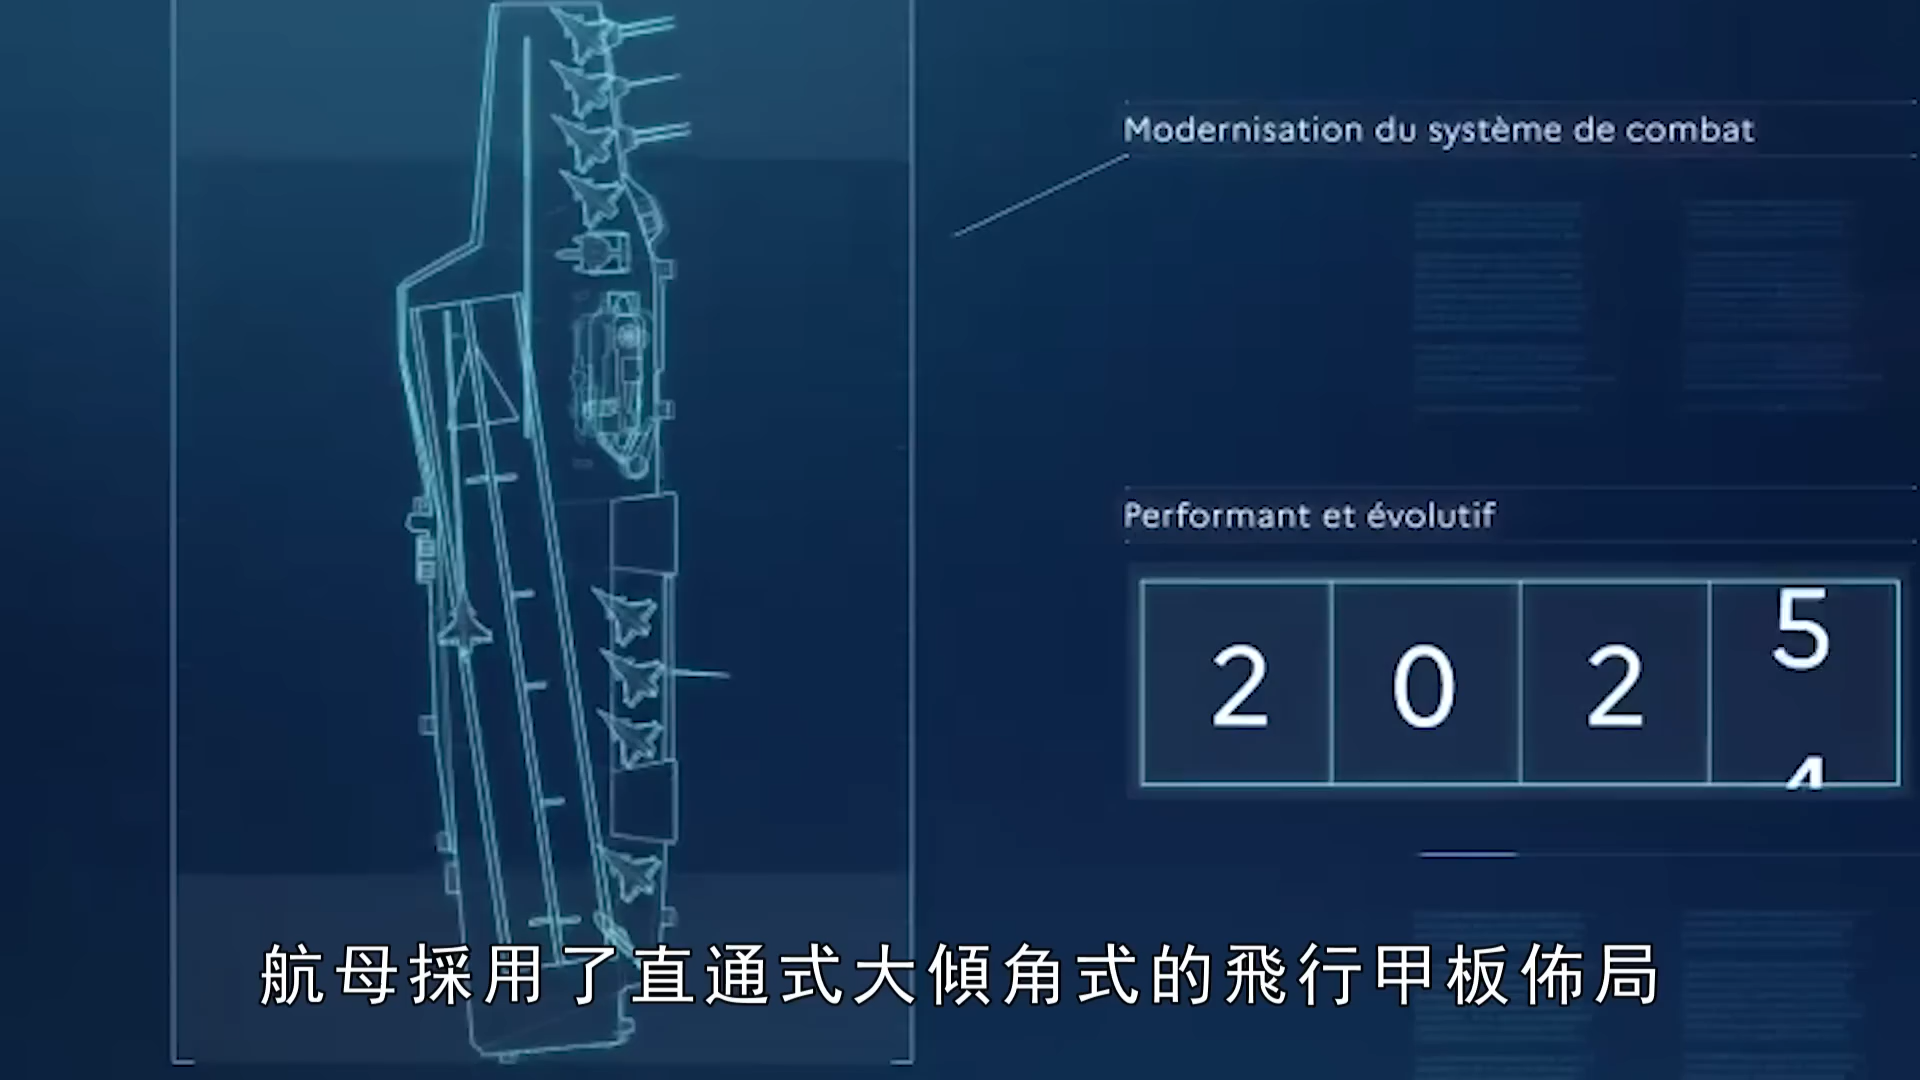 Modernisation du système de combat
Performant et évolutif
2 0 2 5
4
航母採用了直通式大傾角式的飛行甲板佈局